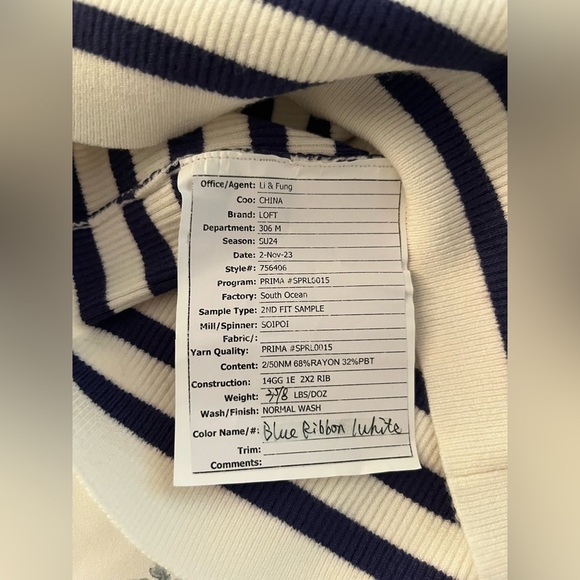 Office/Agent: Li & Fung
Coo: CHINA
Brand: LOFT
Department: 306 M
Season: SU24
Date: 2-Nov-23
Style#: 756406
Program: PRIMA #SPRL0015
Factory: South Ocean
Sample Type: 2ND FIT SAMPLE
Mill/Spinner: SOIPOI
Fabric/:
Yarn Quality: PRIMA #SPRL0015
Content: 2/50NM 68%RAYON 32%PBT
Construction: 14GG 1E 2X2 RIB
Weight: LBS/DOZ
Wash/Finish: NORMAL WASH
Color Name/#: Blue Ribbon /white
Trim:
Comments: